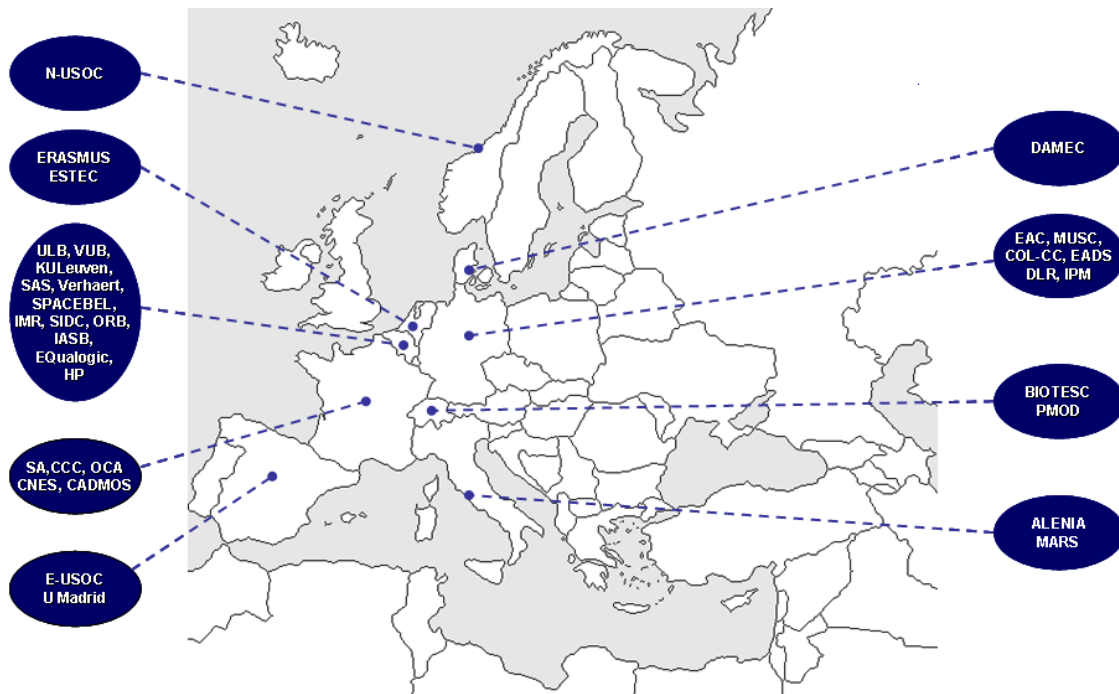 N-USOC
ERASMUS
ESTEC
ULB, VUB,
KULeuven,
SAS, Verhaert,
SPACEBEL,
IMR, SIDC, ORB,
IASB,
EQualogic,
HP
SA,CCC, OCA
CNES, CADMOS
E-USOC
U Madrid
DAMEC
EAC, MUSC,
COL-CC, EADS
DLR, IPM
BIOTESC
PMOD
ALENIA
MARS